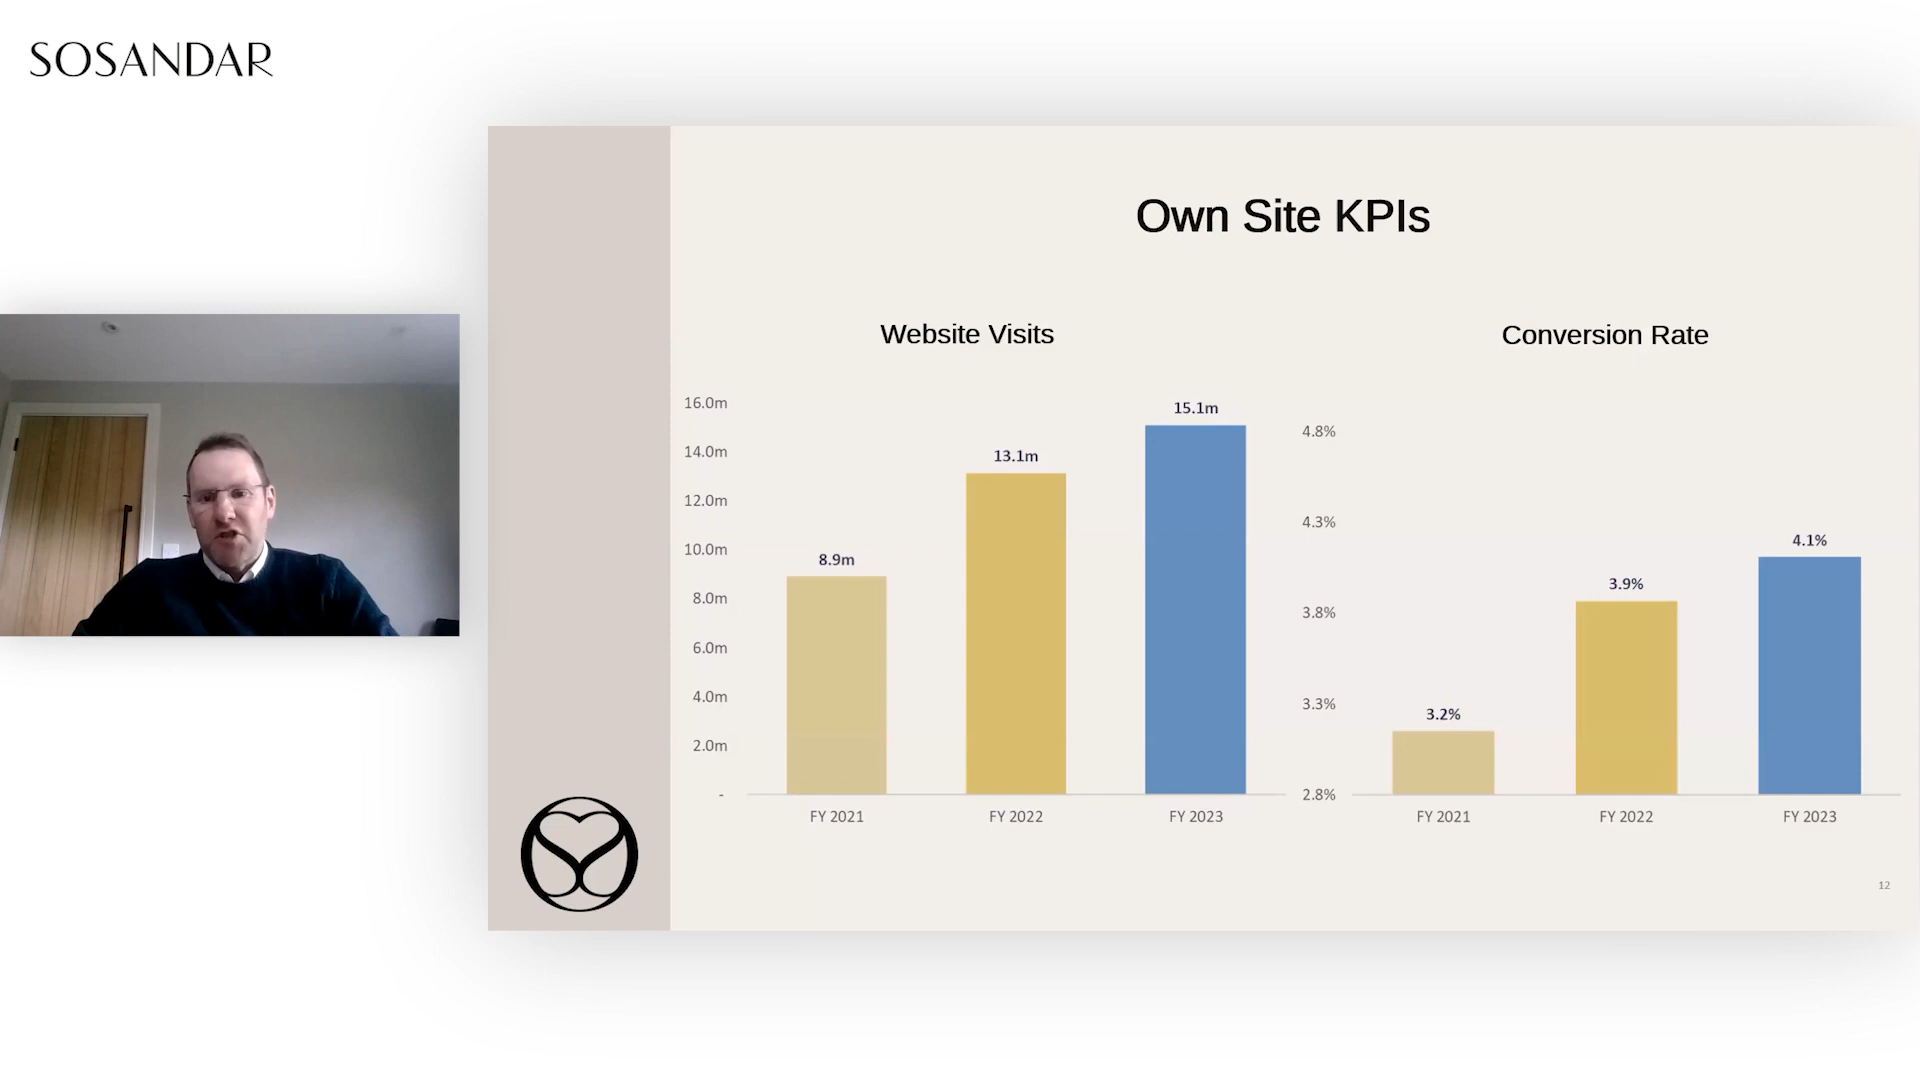 SOSANDAR
Own Site KPIs
Website Visits
16.0m
14.0m
12.0m
10.0m
8.0m
6.0m
4.0m
2.0m
-
8.9m
13.1m
15.1m
FY 2021
FY 2022
FY 2023
Conversion Rate
4.8%
4.3%
3.8%
3.3%
2.8%
3.2%
3.9%
4.1%
FY 2021
FY 2022
FY 2023
12